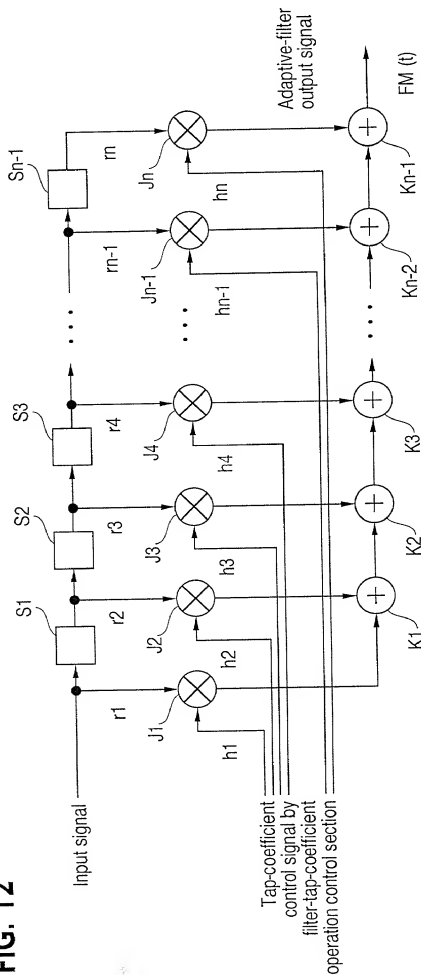 FIG. 12
Input signal
S1
S2
S3
Sn-1
r1
r2
r3
r4
rn-1
rn
J1
J2
J3
J4
Jn-1
Jn
h1
h2
h3
h4
hn-1
hn
Tap-coefficient
control signal by
filter-tap-coefficient
operation control section
K1
K2
K3
Kn-2
Kn-1
Adaptive-filter
output signal
FM (t)